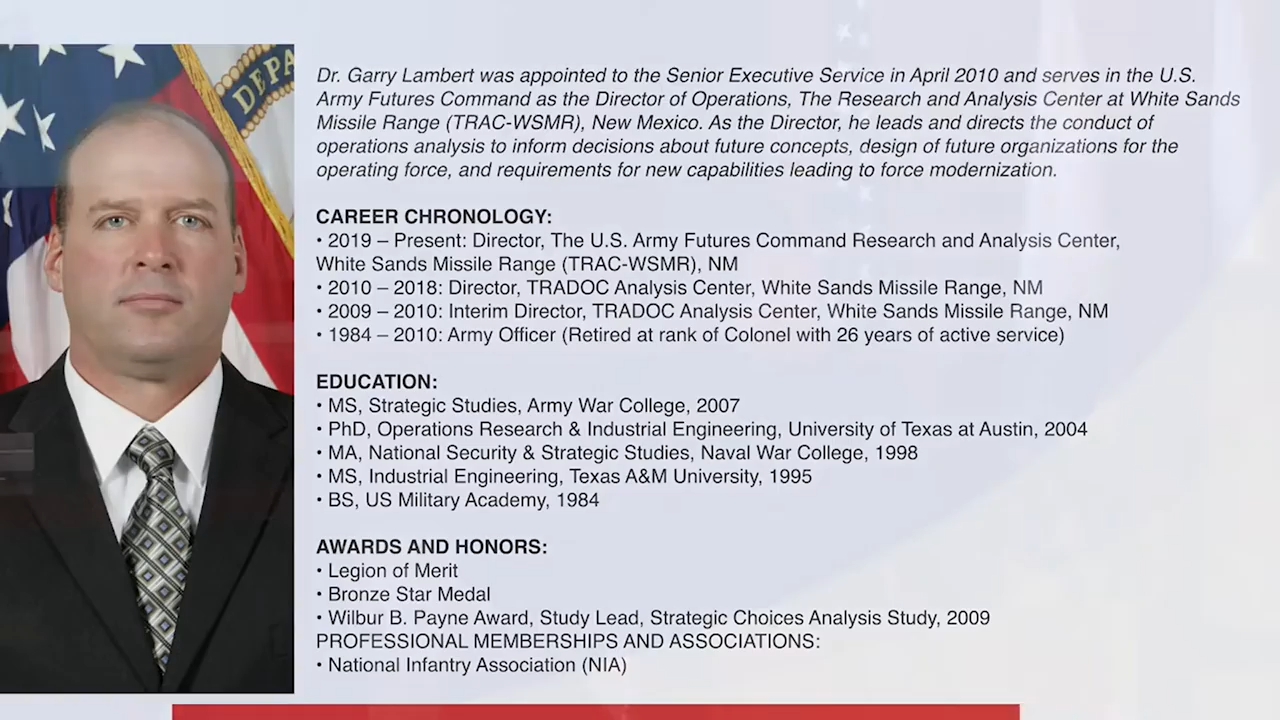 DEPA
Dr. Garry Lambert was appointed to the Senior Executive Service in April 2010 and serves in the U.S.
Army Futures Command as the Director of Operations, The Research and Analysis Center at White Sands
Missile Range (TRAC-WSMR), New Mexico. As the Director, he leads and directs the conduct of
operations analysis to inform decisions about future concepts, design of future organizations for the
operating force, and requirements for new capabilities leading to force modernization.
CAREER CHRONOLOGY:
• 2019 – Present: Director, The U.S. Army Futures Command Research and Analysis Center,
White Sands Missile Range (TRAC-WSMR), NM
• 2010 – 2018: Director, TRADOC Analysis Center, White Sands Missile Range, NM
• 2009 – 2010: Interim Director, TRADOC Analysis Center, White Sands Missile Range, NM
• 1984 – 2010: Army Officer (Retired at rank of Colonel with 26 years of active service)
EDUCATION:
• MS, Strategic Studies, Army War College, 2007
• PhD, Operations Research & Industrial Engineering, University of Texas at Austin, 2004
• MA, National Security & Strategic Studies, Naval War College, 1998
• MS, Industrial Engineering, Texas A&M University, 1995
• BS, US Military Academy, 1984
AWARDS AND HONORS:
• Legion of Merit
• Bronze Star Medal
• Wilbur B. Payne Award, Study Lead, Strategic Choices Analysis Study, 2009
PROFESSIONAL MEMBERSHIPS AND ASSOCIATIONS:
• National Infantry Association (NIA)